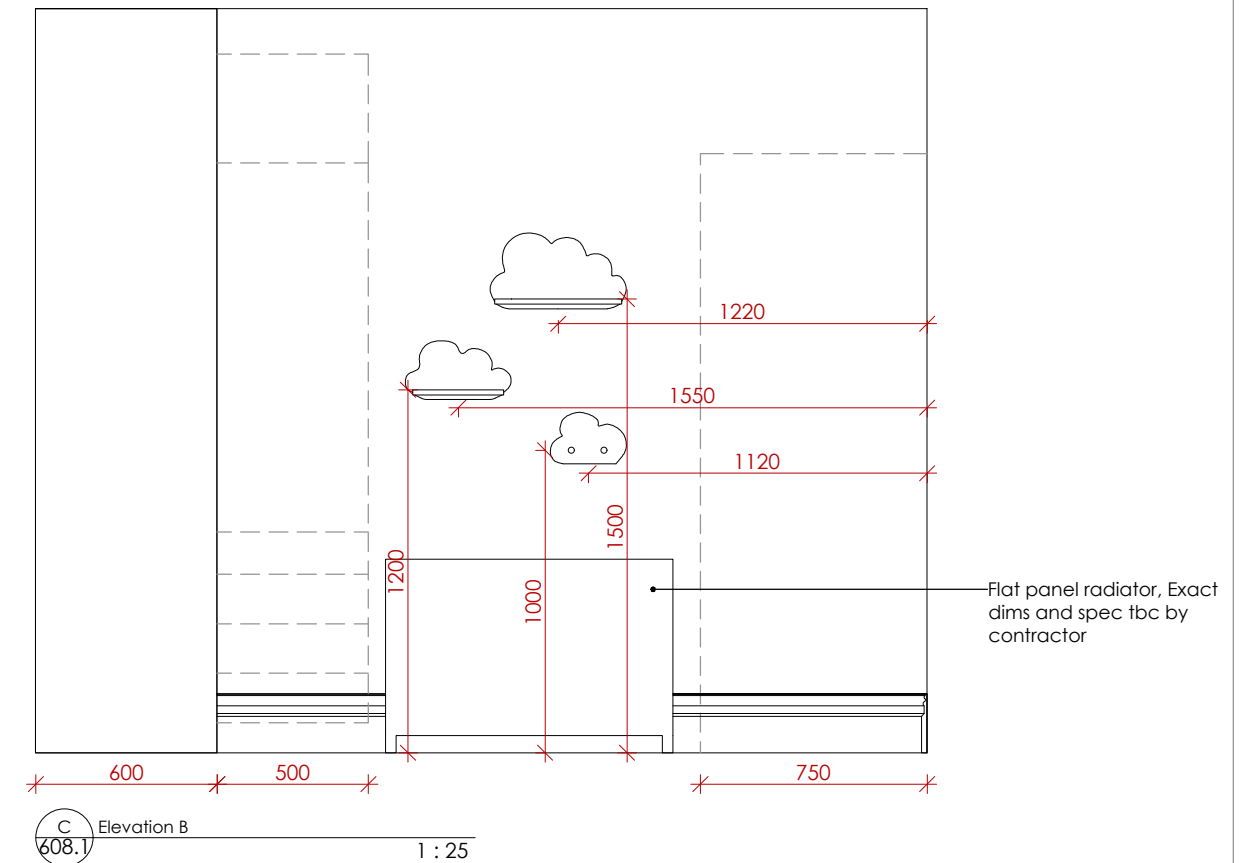 1220
1550
1120
1500
1200
1000
Flat panel radiator, Exact
dims and spec tbc by
contractor
600
500
750
C
608.1
Elevation B
1 : 25